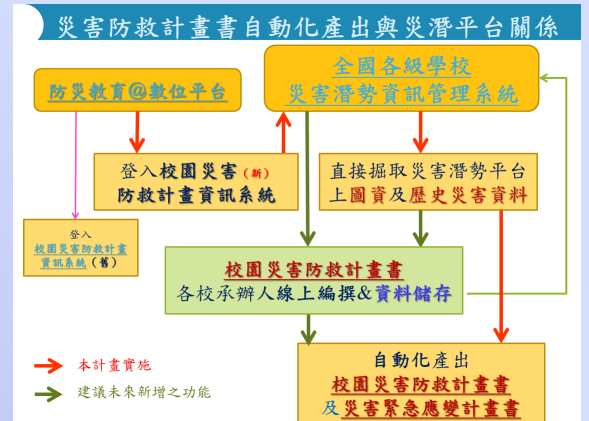 災害防救計畫書自動化產出與災潛平台關係
防災教育@數位平台
全國各級學校
災害潛勢資訊管理系統
登入校園災害（新）
防救計畫資訊系統
直接掘取災害潛勢平台
上圖資及歷史災害資料
登入
校園災害防救計畫
資訊系統（舊）
校園災害防救計畫書
各校承辦人線上編撰&資料儲存
自動化產出
校園災害防救計畫書
及災害緊急應變計畫書
本計畫實施
建議未來新增之功能